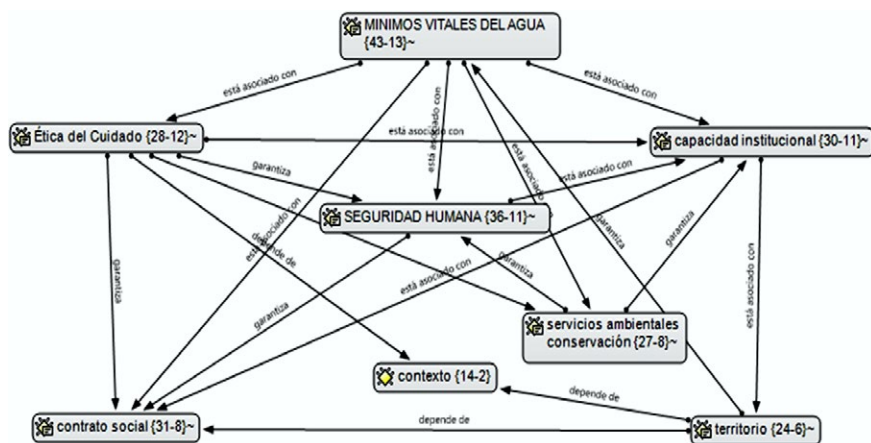 MINIMOS VITALES DEL AGUA
{43-13}~
está asociado con
está asociado con
está asociado con
Ética del Cuidado {28-12}~
está asociado con
capacidad institucional {30-11}~
garantiza
está asociado con
está asociado
SEGURIDAD HUMANA {36-11}~
está asociado con
depende de
garantiza
garantiza
garantiza
garantiza
está asociado con
garantiza
está asociado con
servicios ambientales
conservación {27-8}~
contexto {14-2}
depende de
contrato social {31-8}~
depende de
territorio {24-6}~